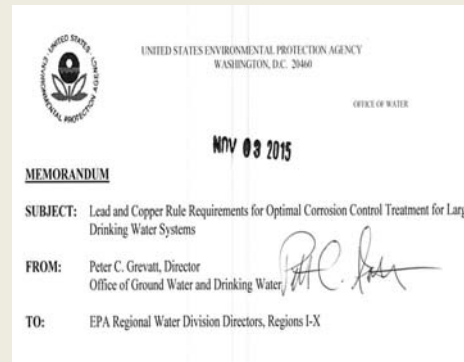 UNITED STATES ENVIRONMENTAL PROTECTION AGENCY
WASHINGTON, D.C. 20460
OFFICE OF WATER
NOV 03 2015
MEMORANDUM
SUBJECT: Lead and Copper Rule Requirements for Optimal Corrosion Control Treatment for Larg
Drinking Water Systems
FROM: Peter C. Grevatt, Director
Office of Ground Water and Drinking Water
TO: EPA Regional Water Division Directors, Regions I-X